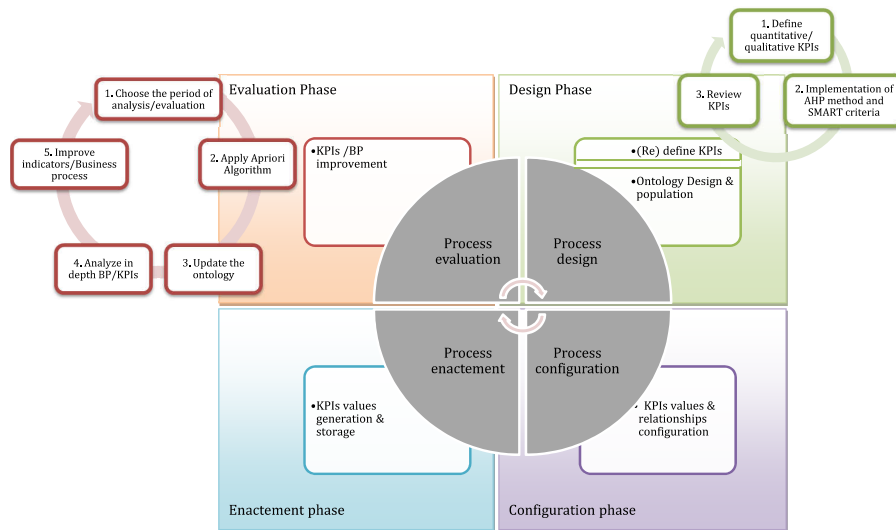 1. Define
quantitative/
qualitative KPIs
2. Implementation of
AHP method and
SMART criteria
3. Review
KPIs
Design Phase
•(Re) define KPIs
•Ontology Design &
population
Evaluation Phase
•KPIs /BP
improvement
1. Choose the period of
analysis/evaluation
2. Apply Apriori
Algorithm
3. Update the
ontology
4. Analyze in
depth BP/KPIs
5. Improve
indicators/Business
process
Process
evaluation
Process
design
Process
enactement
Process
configuration
•KPIs values
generation &
storage
• KPIs values &
relationships
configuration
Enactement phase
Configuration phase